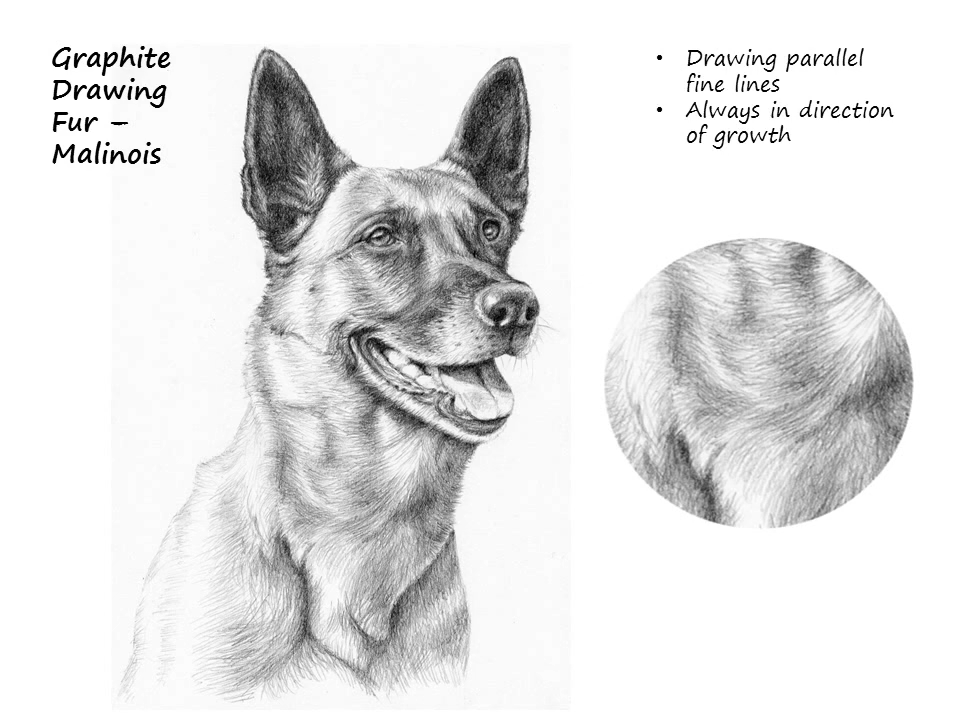 Graphite
Drawing
Fur –
Malinois
• Drawing parallel
fine lines
• Always in direction
of growth